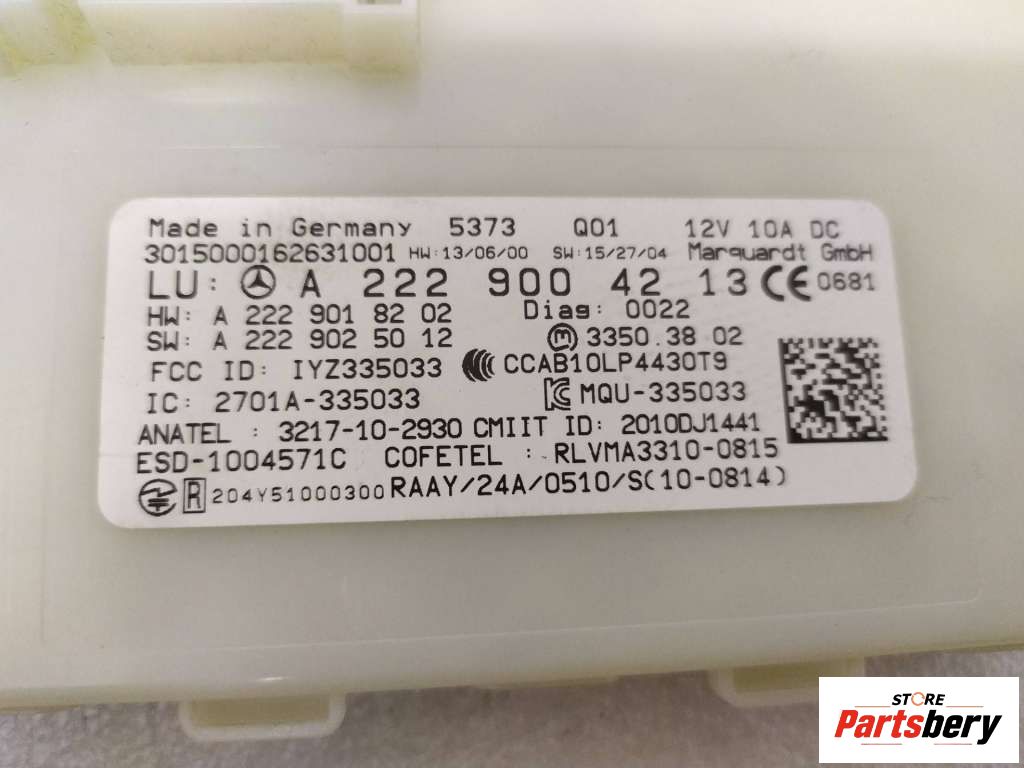 Made in Germany 5373 Q01 12V 10A DC
3015000162631001 HW:13/06/00 SW:15/27/04 Marquardt GmbH
LU: A 222 900 42 13 CE 0681
HW: A 222 901 82 02 Diag: 0022
SW: A 222 902 50 12 m 3350.38 02
FCC ID: IYZ335033 CCAB10LP4430T9
IC: 2701A-335033 MQU-335033
ANATEL : 3217-10-2930 CMIIT ID: 2010DJ1441
ESD-1004571C COFETEL : RLVMA3310-0815
R 204Y51000300 RAAY/24A/0510/S(10-0814)
STORE
Partsbery